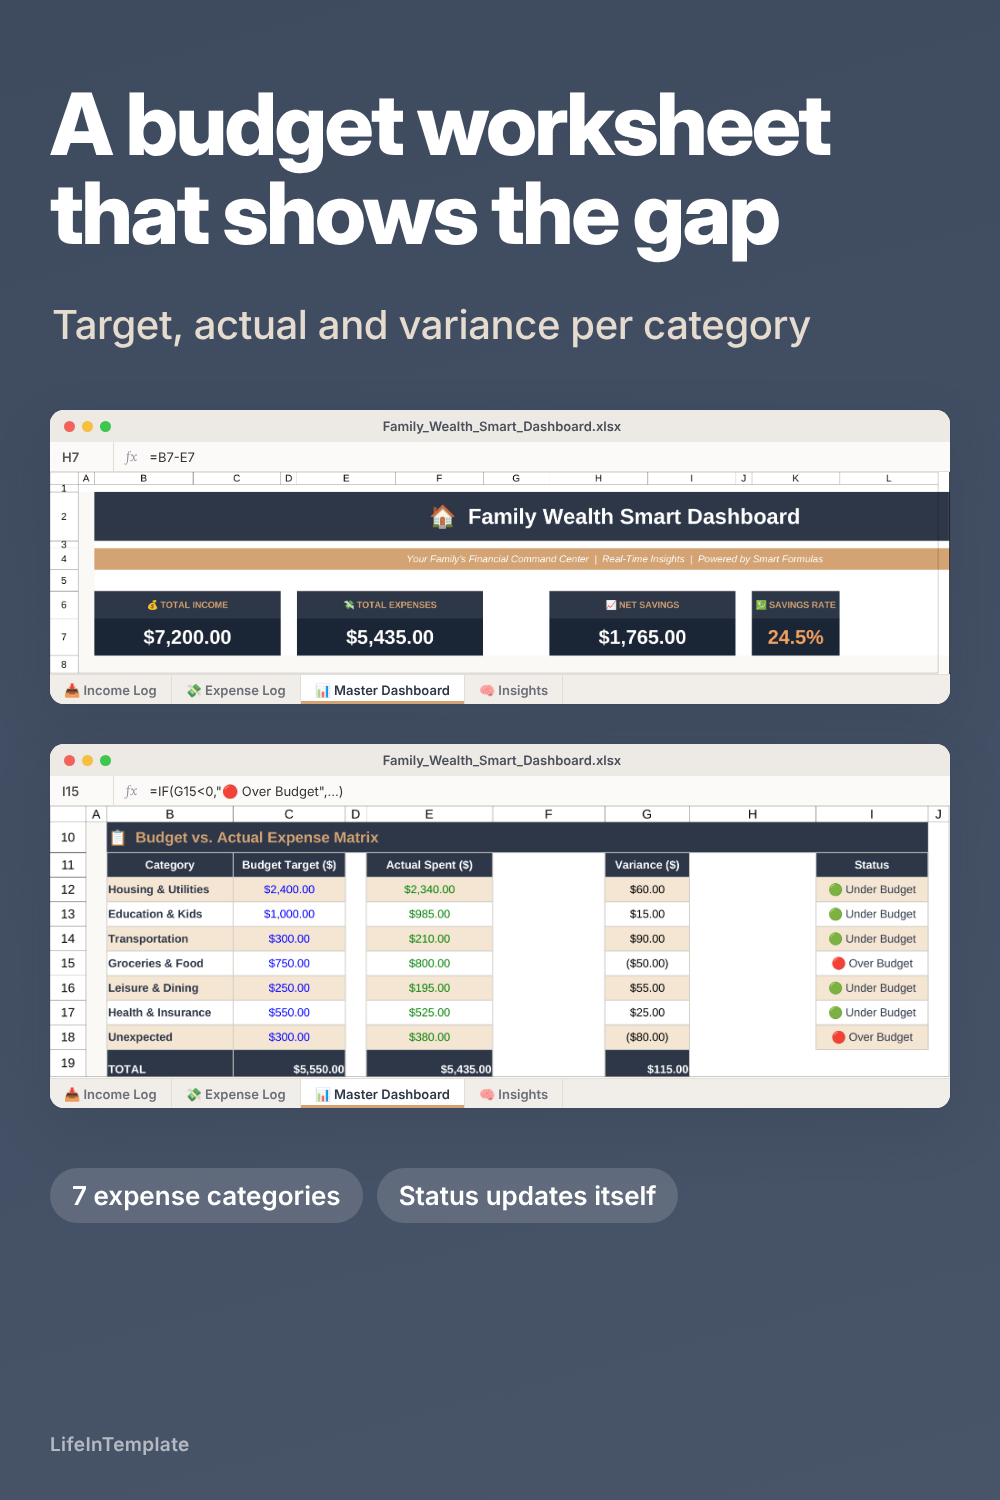 A budget worksheet
that shows the gap
Target, actual and variance per category
Family_Wealth_Smart_Dashboard.xlsx
H7 fx =B7-E7
A B C D E F G H I J K L
1
2 🏠 Family Wealth Smart Dashboard
3
4 Your Family's Financial Command Center | Real-Time Insights | Powered by Smart Formulas
5
6 💰 TOTAL INCOME 💸 TOTAL EXPENSES 📈 NET SAVINGS 💹 SAVINGS RATE
7 $7,200.00 $5,435.00 $1,765.00 24.5%
8
📥 Income Log 💸 Expense Log 📊 Master Dashboard 🧠 Insights
Family_Wealth_Smart_Dashboard.xlsx
I15 fx =IF(G15<0,"🔴 Over Budget",...)
A B C D E F G H I J
10 📋 Budget vs. Actual Expense Matrix
11 Category Budget Target ($) Actual Spent ($) Variance ($) Status
12 Housing & Utilities $2,400.00 $2,340.00 $60.00 🟢 Under Budget
13 Education & Kids $1,000.00 $985.00 $15.00 🟢 Under Budget
14 Transportation $300.00 $210.00 $90.00 🟢 Under Budget
15 Groceries & Food $750.00 $800.00 ($50.00) 🔴 Over Budget
16 Leisure & Dining $250.00 $195.00 $55.00 🟢 Under Budget
17 Health & Insurance $550.00 $525.00 $25.00 🟢 Under Budget
18 Unexpected $300.00 $380.00 ($80.00) 🔴 Over Budget
19 TOTAL $5,550.00 $5,435.00 $115.00
📥 Income Log 💸 Expense Log 📊 Master Dashboard 🧠 Insights
7 expense categories Status updates itself
LifeInTemplate